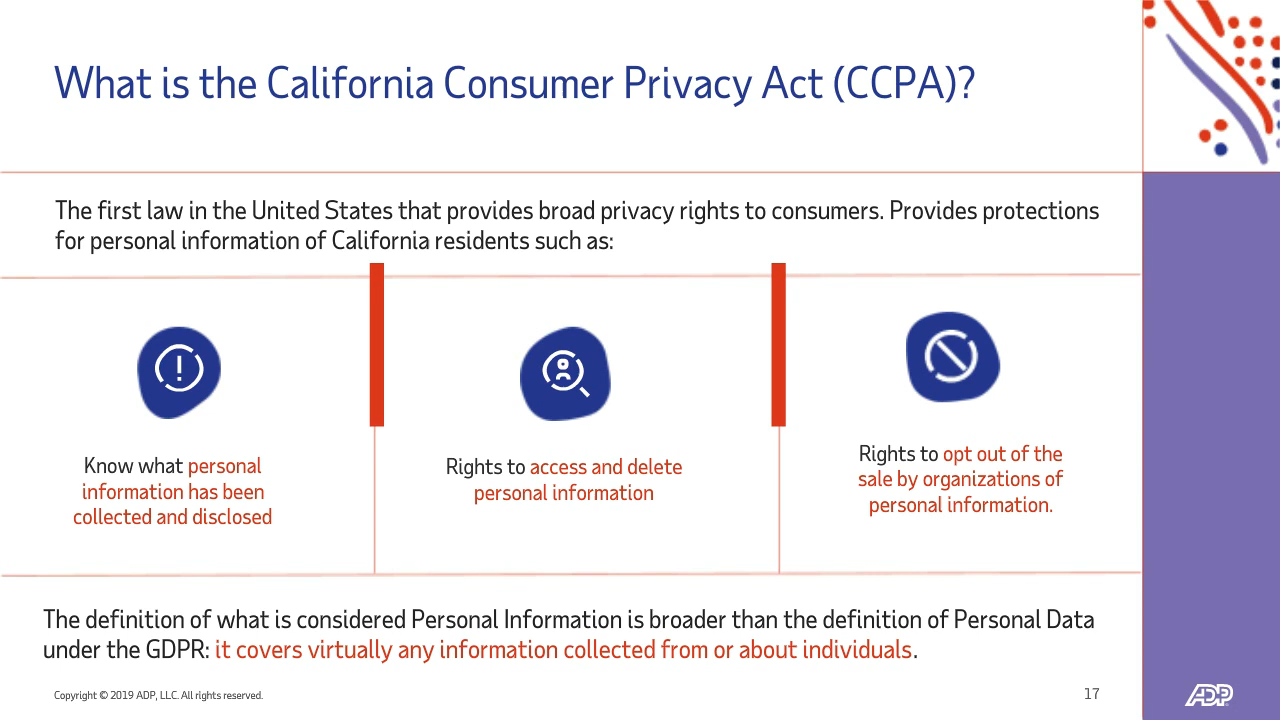 What is the California Consumer Privacy Act (CCPA)?
The first law in the United States that provides broad privacy rights to consumers. Provides protections
for personal information of California residents such as:
Know what personal
information has been
collected and disclosed
Rights to access and delete
personal information
Rights to opt out of the
sale by organizations of
personal information.
The definition of what is considered Personal Information is broader than the definition of Personal Data
under the GDPR: it covers virtually any information collected from or about individuals.
Copyright © 2019 ADP, LLC. All rights reserved.
17
ADP